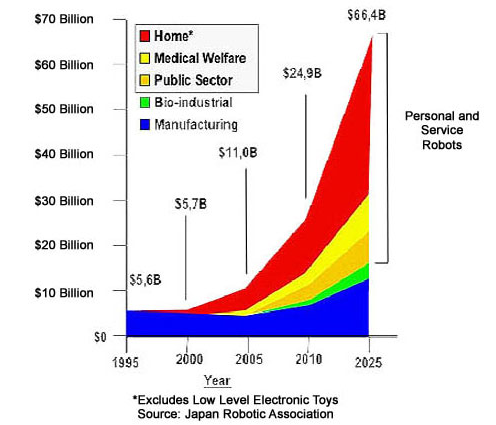 $70 Billion
$60 Billion
$50 Billion
$40 Billion
$30 Billion
$20 Billion
$10 Billion
$0
Home*
Medical Welfare
Public Sector
Bio-industrial
Manufacturing
$5,6B
$5,7B
$11,0B
$24,9B
$66,4B
Personal and
Service
Robots
1995
2000
2005
2010
2025
Year
*Excludes Low Level Electronic Toys
Source: Japan Robotic Association